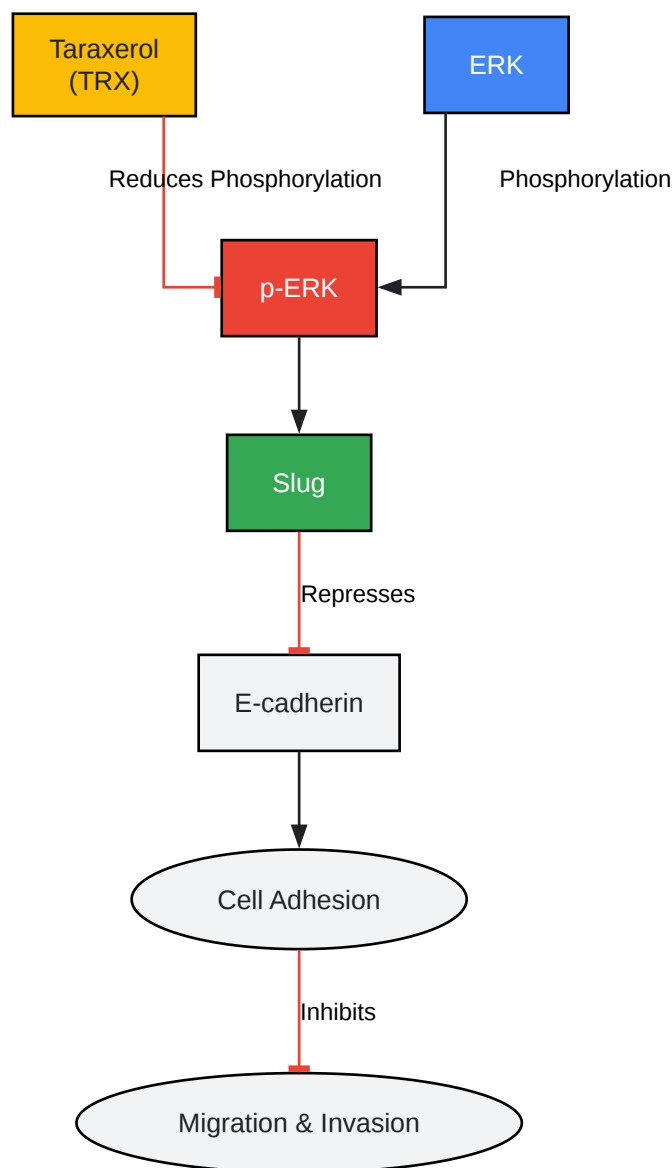 Taraxerol
(TRX)
ERK
Reduces Phosphorylation
Phosphorylation
p-ERK
Slug
Represses
E-cadherin
Cell Adhesion
Inhibits
Migration & Invasion